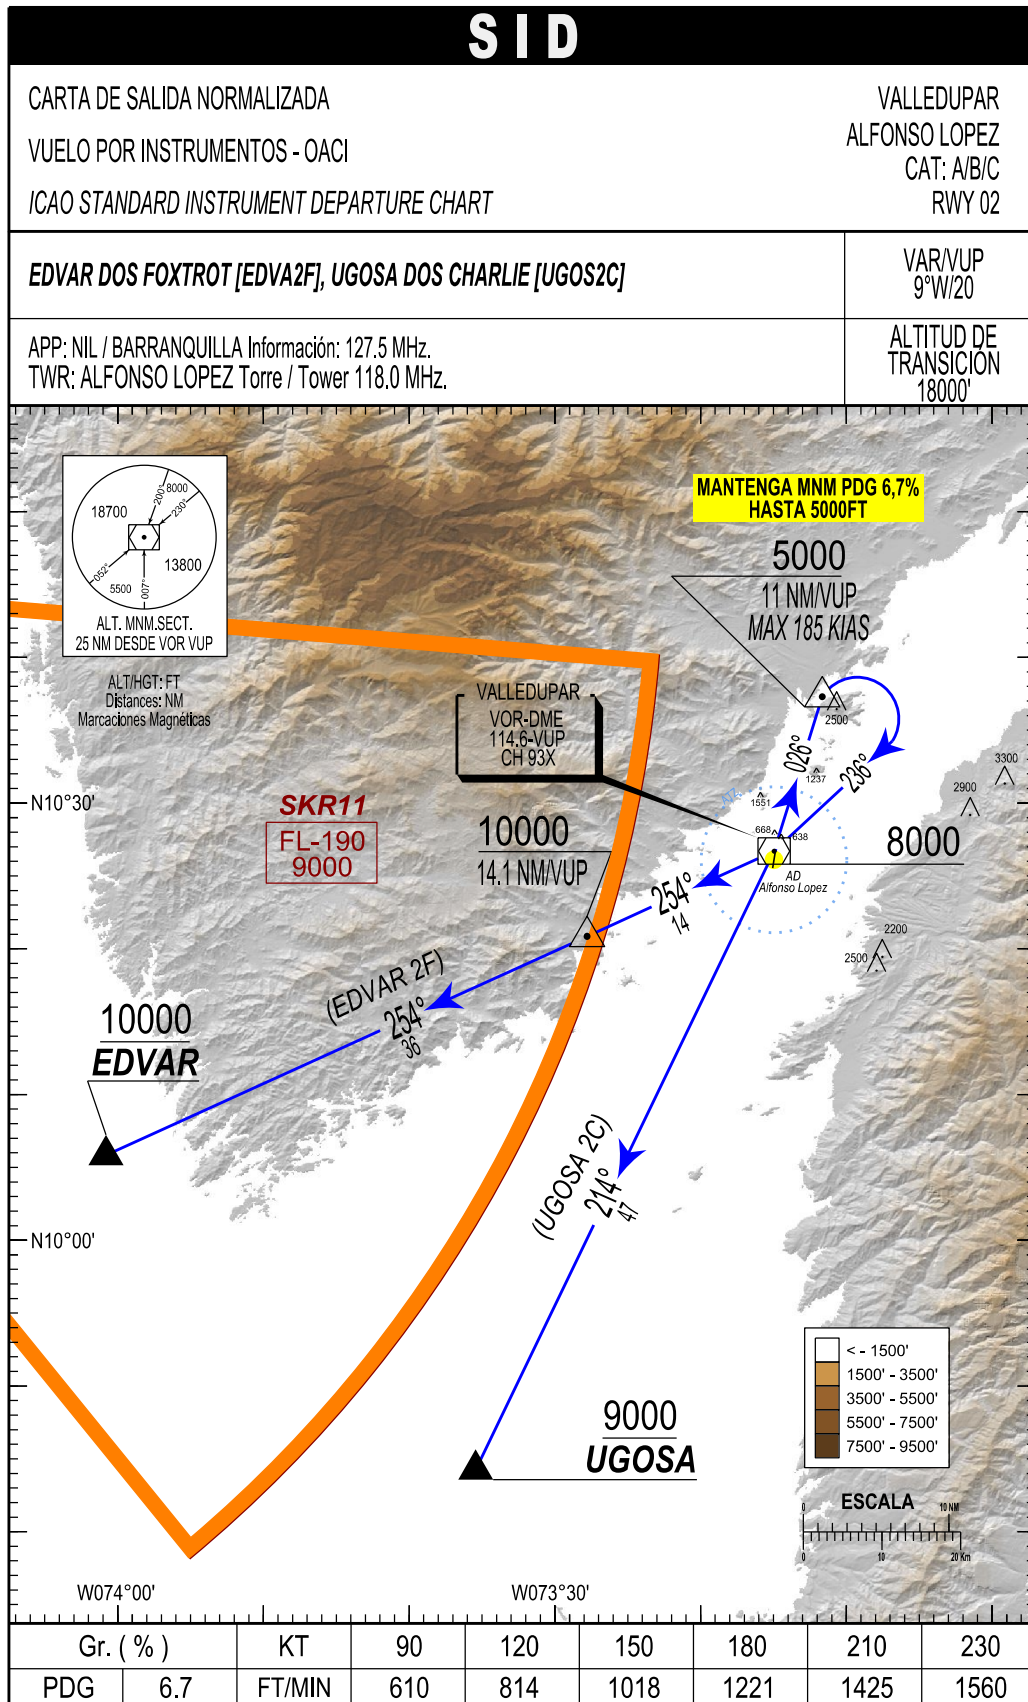 SID
CARTA DE SALIDA NORMALIZADA
VUELO POR INSTRUMENTOS - OACI
ICAO STANDARD INSTRUMENT DEPARTURE CHART
VALLEDUPAR
ALFONSO LOPEZ
CAT: A/B/C
RWY 02
EDVAR DOS FOXTROT [EDVA2F], UGOSA DOS CHARLIE [UGOS2C]
VAR/VUP
9°W/20
APP: NIL / BARRANQUILLA Información: 127.5 MHz.
TWR: ALFONSO LOPEZ Torre / Tower 118.0 MHz.
ALTITUD DE
TRANSICIÓN
18000'
200°
8000
230°
18700
13800
052°
5500
007°
ALT. MNM.SECT.
25 NM DESDE VOR VUP
ALT/HGT: FT
Distances: NM
Marcaciones Magnéticas
MANTENGA MNM PDG 6,7%
HASTA 5000FT
5000
11 NM/VUP
MAX 185 KIAS
VALLEDUPAR
VOR-DME
114.6-VUP
CH 93X
2500
026°
236°
1237
3300
2900
1551
N10°30'
SKR11
FL-190
9000
10000
14.1 NM/VUP
668
638
8000
AD
Alfonso Lopez
254°
14
2200
2500
(EDVAR 2F)
254°
36
10000
EDVAR
(UGOSA 2C)
214°
47
N10°00'
9000
UGOSA
< - 1500'
1500' - 3500'
3500' - 5500'
5500' - 7500'
7500' - 9500'
ESCALA
0
10 NM
0
10
20 Km
W074°00'
W073°30'
Gr. ( % ) KT 90 120 150 180 210 230
PDG 6.7 FT/MIN 610 814 1018 1221 1425 1560